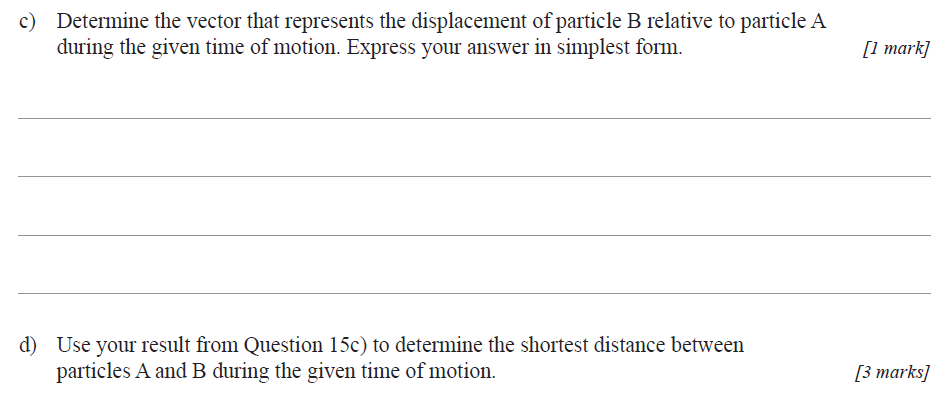 c) Determine the vector that represents the displacement of particle B relative to particle A
during the given time of motion. Express your answer in simplest form. [1 mark]
d) Use your result from Question 15c) to determine the shortest distance between
particles A and B during the given time of motion. [3 marks]